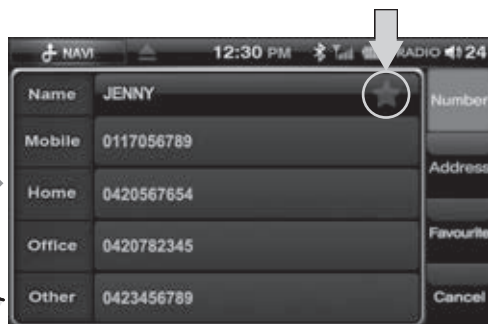 NAVI 12:30 PM RADIO 24
Name JENNY Number
Mobile 0117056789
Address
Home 0420567654
Office 0420782345 Favourite
Other 0423456789 Cancel